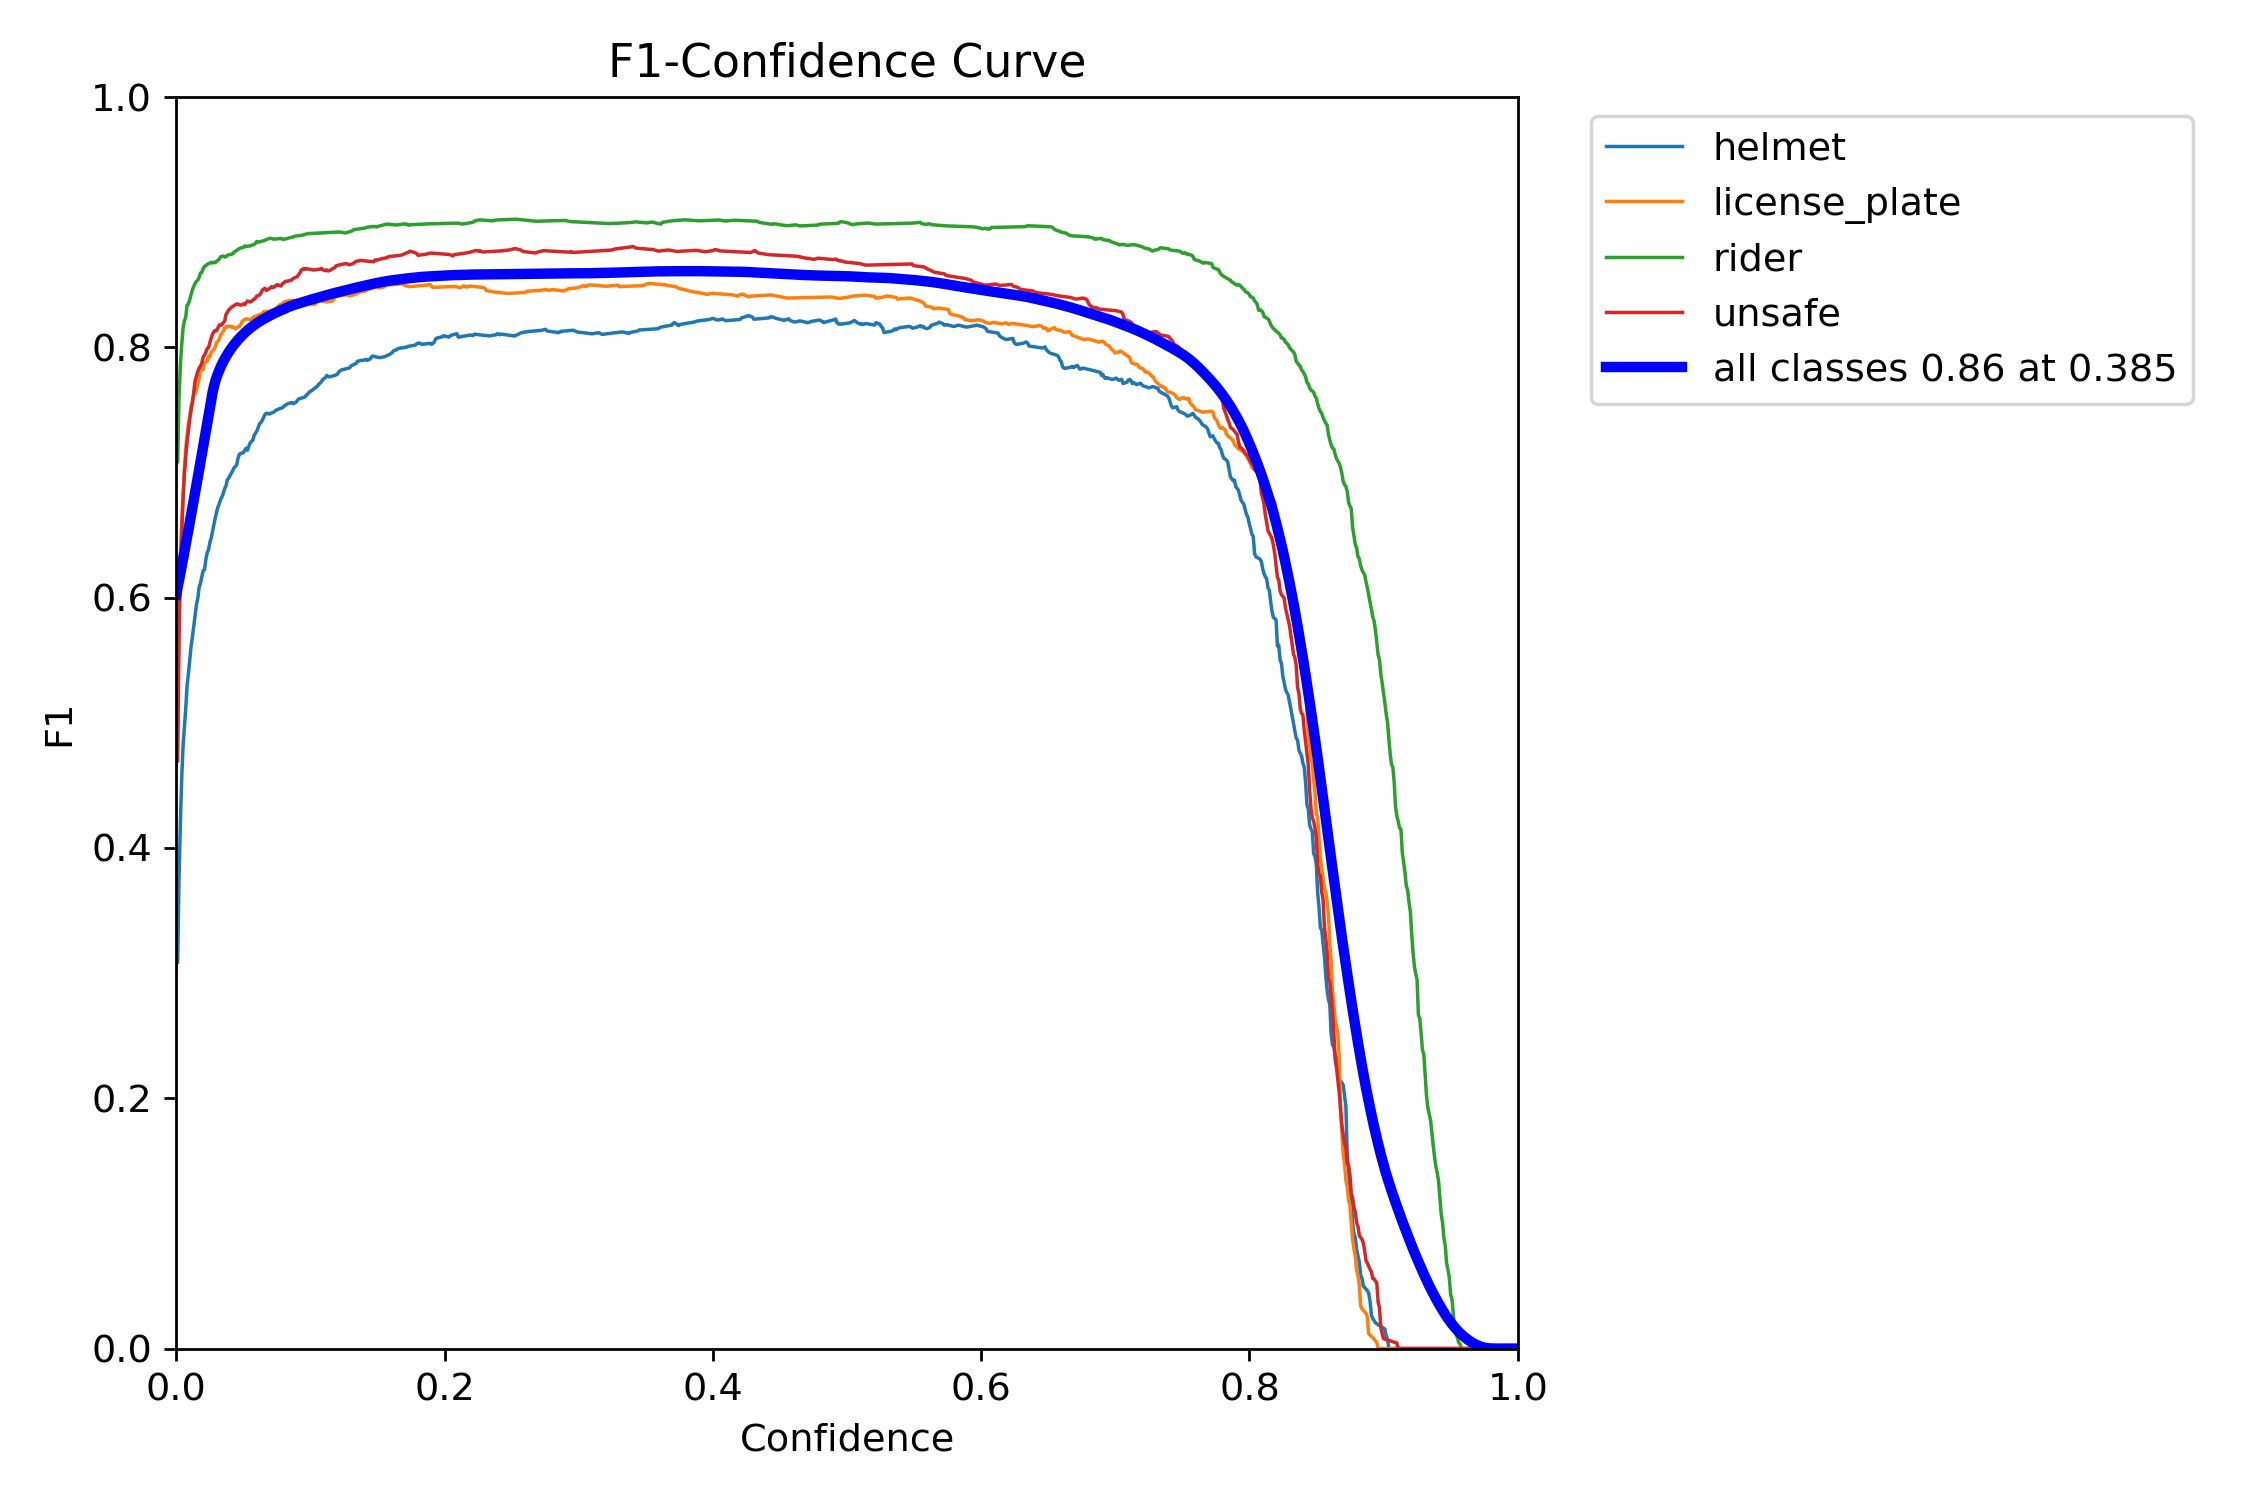 F1-Confidence Curve
1.0
0.8
0.6
0.4
0.2
0.0
F1
0.0 0.2 0.4 0.6 0.8 1.0
Confidence
helmet
license_plate
rider
unsafe
all classes 0.86 at 0.385